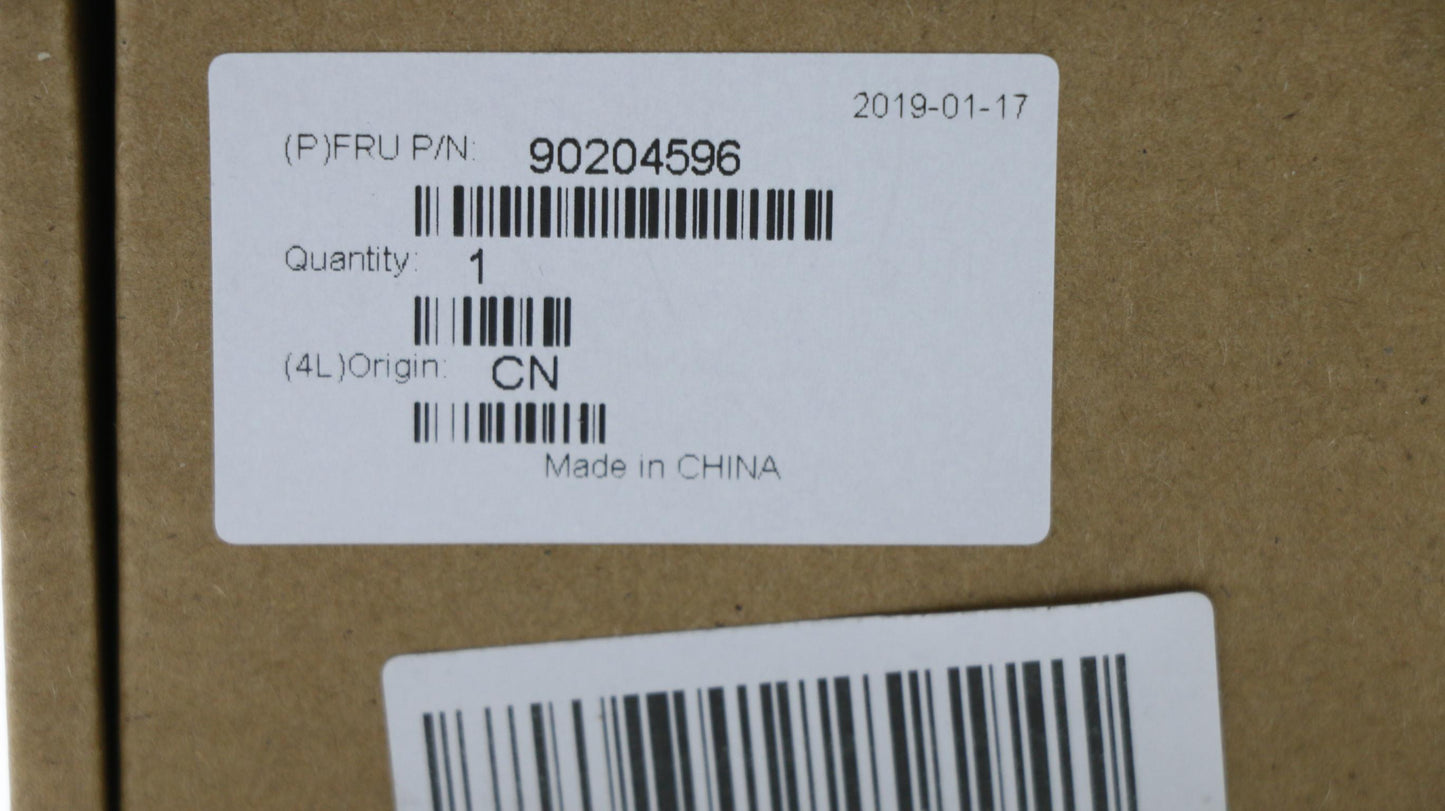 2019-01-17
(P)FRU P/N: 90204596
Quantity: 1
(4L)Origin: CN
Made in CHINA